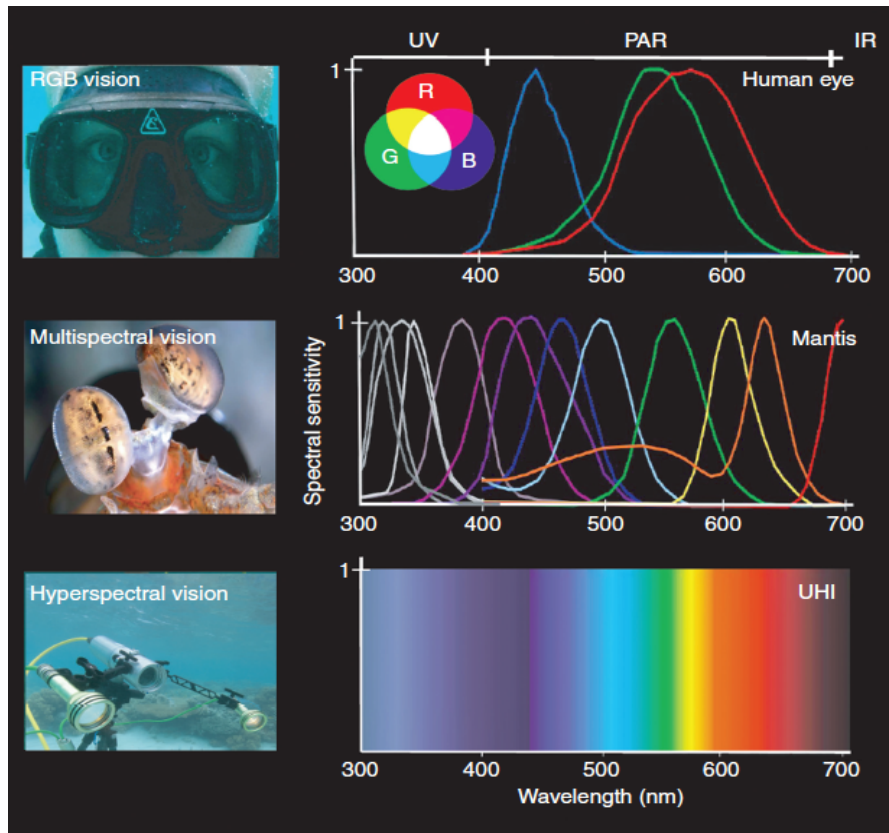 UV PAR IR
RGB vision
1
Human eye
R
G
B
300 400 500 600 700
Multispectral vision
1
Mantis
Spectral sensitivity
300 400 500 600 700
Hyperspectral vision
1
UHI
300 400 500 600 700
Wavelength (nm)